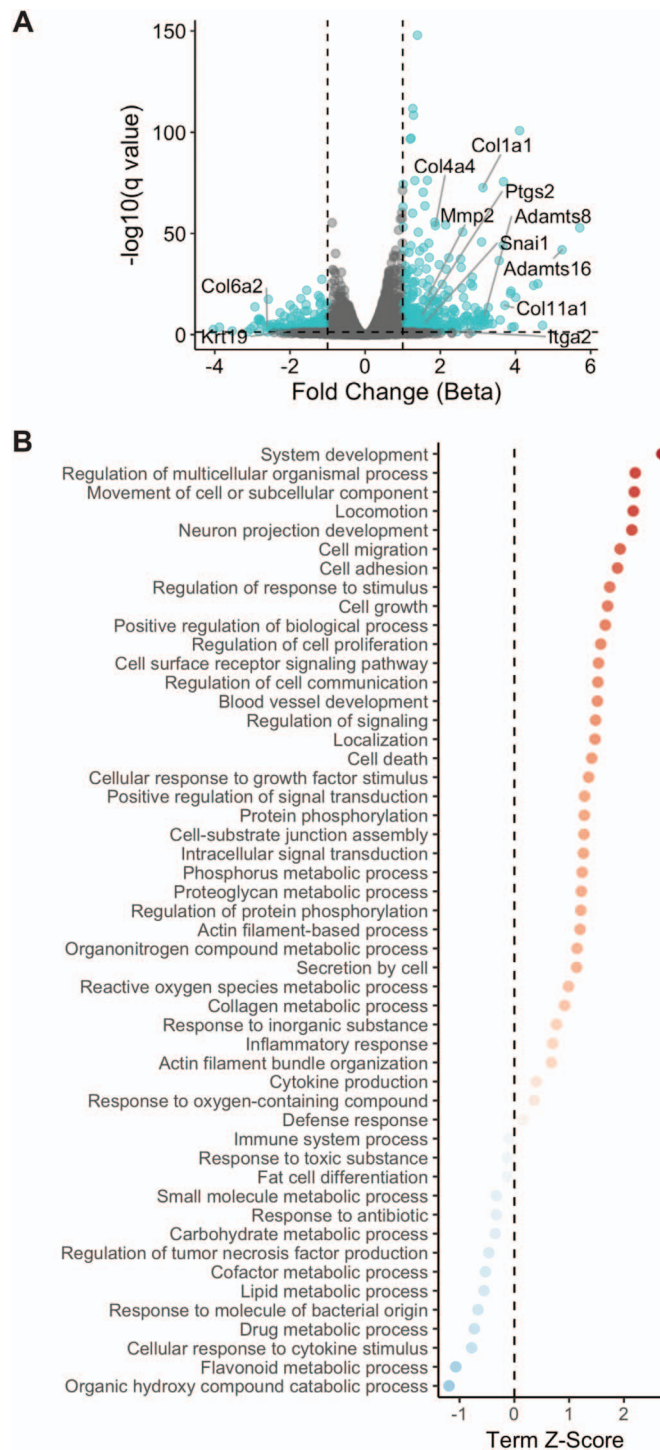 A
150
100
50
0
-log10(q value)
Col1a1
Col4a4
Ptgs2
Mmp2
Adamts8
Snai1
Adamts16
Col6a2
Col11a1
Krt19
Itga2
-4 -2 0 2 4 6
Fold Change (Beta)
B
System development
Regulation of multicellular organismal process
Movement of cell or subcellular component
Locomotion
Neuron projection development
Cell migration
Cell adhesion
Regulation of response to stimulus
Cell growth
Positive regulation of biological process
Regulation of cell proliferation
Cell surface receptor signaling pathway
Regulation of cell communication
Blood vessel development
Regulation of signaling
Localization
Cell death
Cellular response to growth factor stimulus
Positive regulation of signal transduction
Protein phosphorylation
Cell-substrate junction assembly
Intracellular signal transduction
Phosphorus metabolic process
Proteoglycan metabolic process
Regulation of protein phosphorylation
Actin filament-based process
Organonitrogen compound metabolic process
Secretion by cell
Reactive oxygen species metabolic process
Collagen metabolic process
Response to inorganic substance
Inflammatory response
Actin filament bundle organization
Cytokine production
Response to oxygen-containing compound
Defense response
Immune system process
Response to toxic substance
Fat cell differentiation
Small molecule metabolic process
Response to antibiotic
Carbohydrate metabolic process
Regulation of tumor necrosis factor production
Cofactor metabolic process
Lipid metabolic process
Response to molecule of bacterial origin
Drug metabolic process
Cellular response to cytokine stimulus
Flavonoid metabolic process
Organic hydroxy compound catabolic process
-1 0 1 2
Term Z-Score